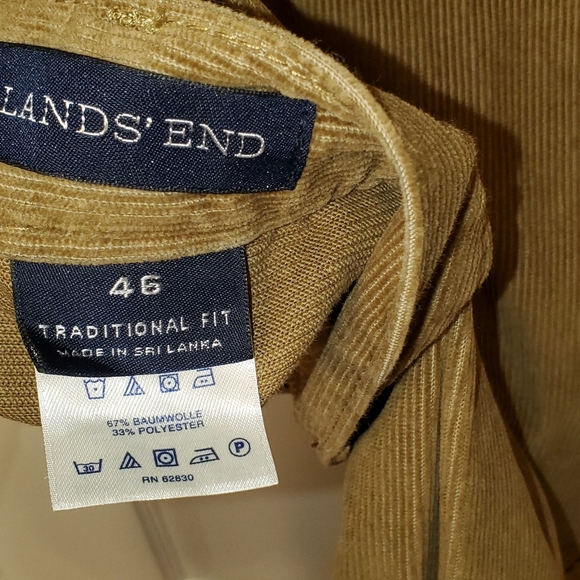 LANDS' END
46
TRADITIONAL FIT
MADE IN SRI LANKA
67% BAUMWOLLE
33% POLYESTER
30
P
RN 62830